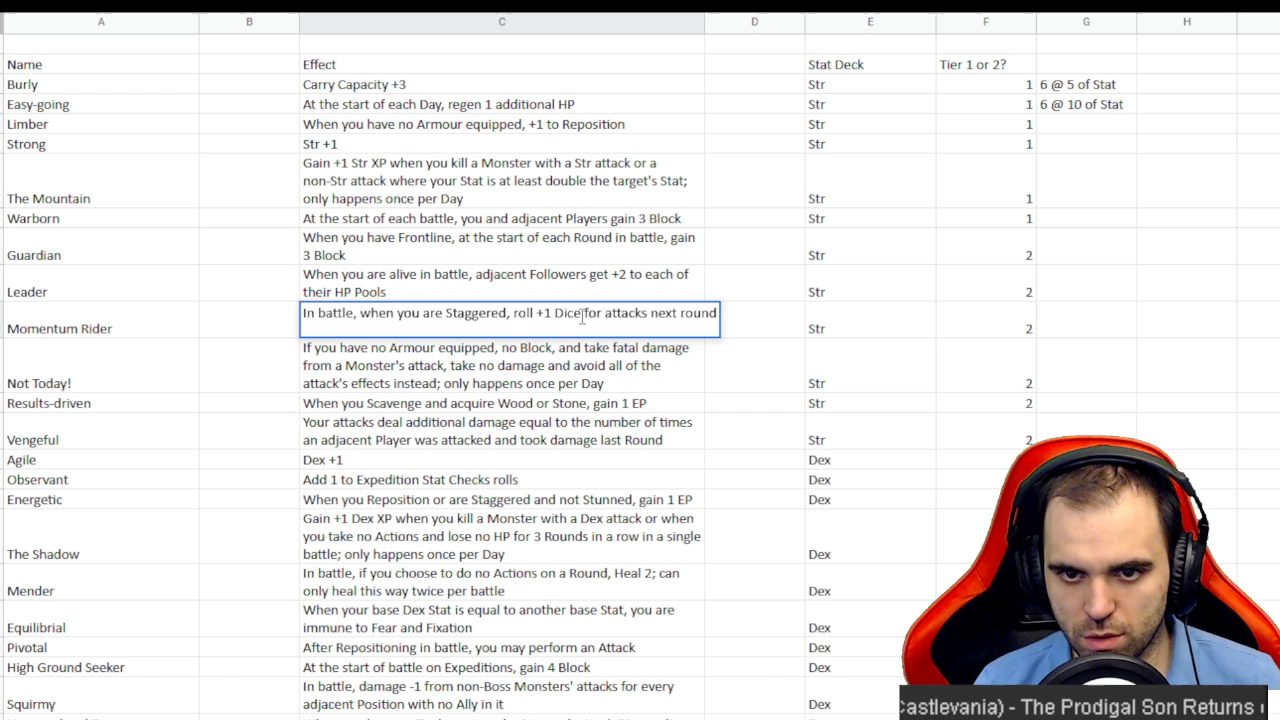 A B C D E F G H
Name Effect Stat Deck Tier 1 or 2?
Burly Carry Capacity +3 Str 1 6 @ 5 of Stat
Easy-going At the start of each Day, regen 1 additional HP Str 1 6 @ 10 of Stat
Limber When you have no Armour equipped, +1 to Reposition Str 1
Strong Str +1 Str 1
Gain +1 Str XP when you kill a Monster with a Str attack or a
non-Str attack where your Stat is at least double the target's Stat;
The Mountain only happens once per Day Str 1
Warborn At the start of each battle, you and adjacent Players gain 3 Block Str 1
When you have Frontline, at the start of each Round in battle, gain
Guardian 3 Block Str 2
When you are alive in battle, adjacent Followers get +2 to each of
Leader their HP Pools Str 2
In battle, when you are Staggered, roll +1 Dice for attacks next round
Momentum Rider Str 2
If you have no Armour equipped, no Block, and take fatal damage
from a Monster's attack, take no damage and avoid all of the
Not Today! attack's effects instead; only happens once per Day Str 2
Results-driven When you Scavenge and acquire Wood or Stone, gain 1 EP Str 2
Your attacks deal additional damage equal to the number of times
Vengeful an adjacent Player was attacked and took damage last Round Str 2
Agile Dex +1 Dex
Observant Add 1 to Expedition Stat Checks rolls Dex
Energetic When you Reposition or are Staggered and not Stunned, gain 1 EP Dex
Gain +1 Dex XP when you kill a Monster with a Dex attack or when
you take no Actions and lose no HP for 3 Rounds in a row in a single
The Shadow battle; only happens once per Day Dex
In battle, if you choose to do no Actions on a Round, Heal 2; can
Mender only heal this way twice per battle Dex
When your base Dex Stat is equal to another base Stat, you are
Equilibrial immune to Fear and Fixation Dex
Pivotal After Repositioning in battle, you may perform an Attack Dex
High Ground Seeker At the start of battle on Expeditions, gain 4 Block Dex
In battle, damage -1 from non-Boss Monsters' attacks for every
Squirmy adjacent Position with no Ally in it Dex
Castlevania) - The Prodigal Son Returns